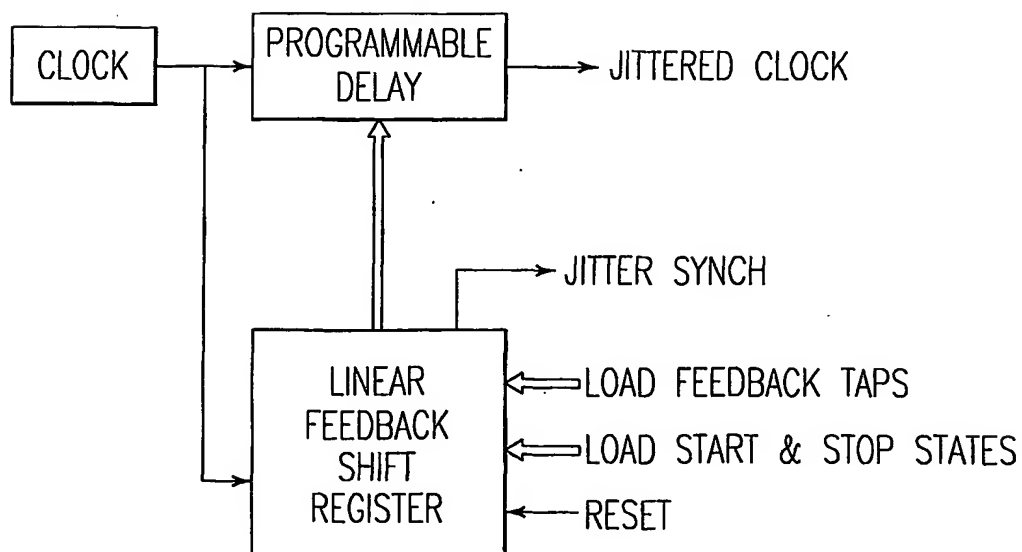 CLOCK
PROGRAMMABLE
DELAY
JITTERED CLOCK
JITTER SYNCH
LINEAR
FEEDBACK
SHIFT
REGISTER
LOAD FEEDBACK TAPS
LOAD START & STOP STATES
RESET